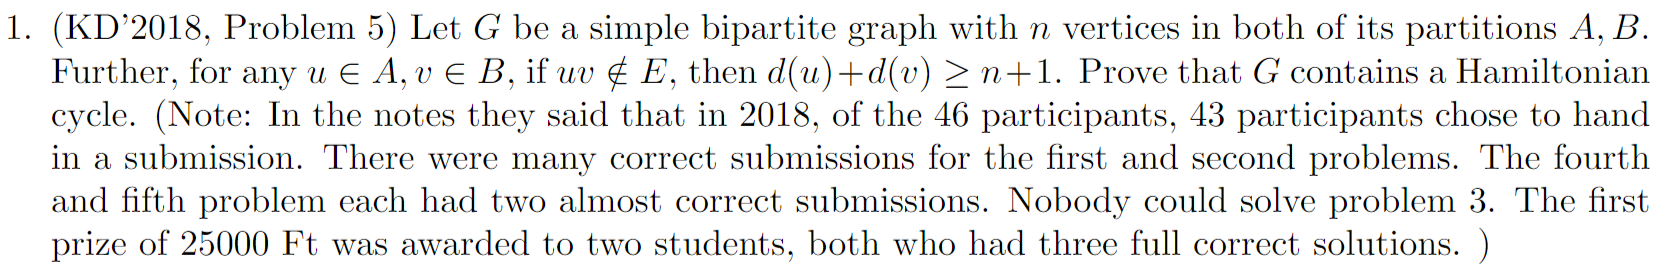 1. (KD’2018, Problem 5) Let G be a simple bipartite graph with n vertices in both of its partitions A, B.
Further, for any u ∈ A, v ∈ B, if uv ∉ E, then d(u)+d(v) ≥ n+1. Prove that G contains a Hamiltonian
cycle. (Note: In the notes they said that in 2018, of the 46 participants, 43 participants chose to hand
in a submission. There were many correct submissions for the first and second problems. The fourth
and fifth problem each had two almost correct submissions. Nobody could solve problem 3. The first
prize of 25000 Ft was awarded to two students, both who had three full correct solutions. )